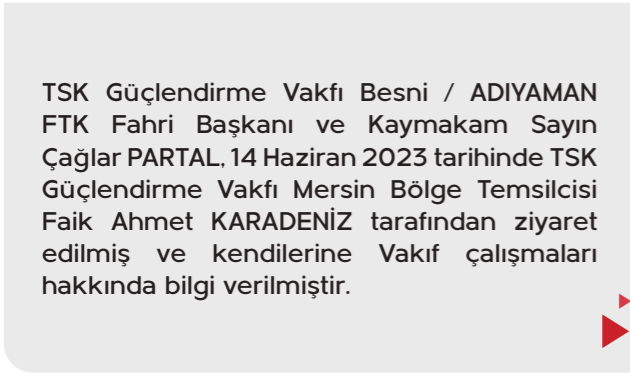 TSK Güçlendirme Vakfı Besni / ADIYAMAN
FTK Fahri Başkanı ve Kaymakam Sayın
Çağlar PARTAL, 14 Haziran 2023 tarihinde TSK
Güçlendirme Vakfı Mersin Bölge Temsilcisi
Faik Ahmet KARADENİZ tarafından ziyaret
edilmiş ve kendilerine Vakıf çalışmaları
hakkında bilgi verilmiştir.